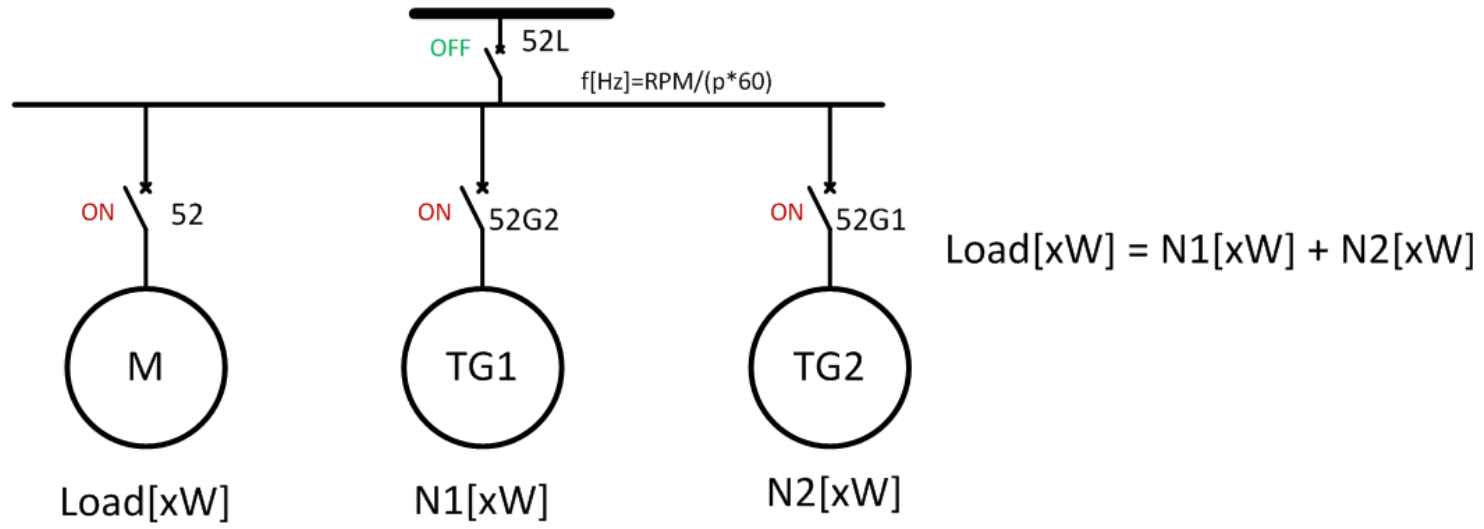 OFF
52L
f[Hz]=RPM/(p*60)
ON
52
ON
52G2
ON
52G1
Load[xW] = N1[xW] + N2[xW]
M
TG1
TG2
Load[xW]
N1[xW]
N2[xW]